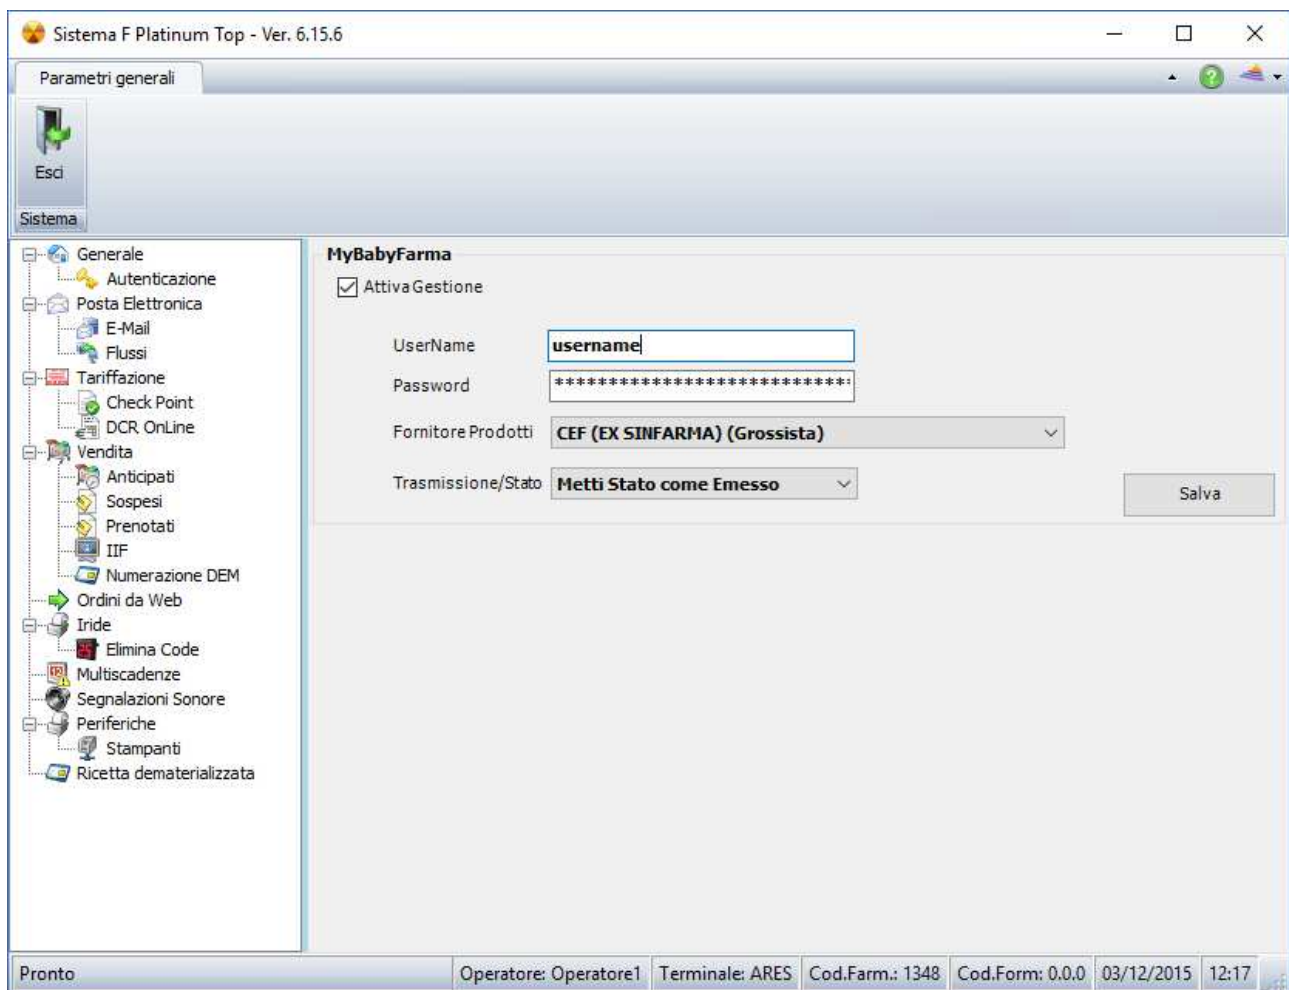 Sistema F Platinum Top - Ver. 6.15.6
Parametri generali
Esci
Sistema
Generale
Autenticazione
Posta Elettronica
E-Mail
Flussi
Tariffazione
Check Point
DCR OnLine
Vendita
Anticipati
Sospesi
Prenotati
IIF
Numerazione DEM
Ordini da Web
Iride
Elimina Code
Multiscadenze
Segnalazioni Sonore
Periferiche
Stampanti
Ricetta dematerializzata
MyBabyFarma
Attiva Gestione
UserName username
Password ****************************
Fornitore Prodotti CEF (EX SINFARMA) (Grossista)
Trasmissione/Stato Metti Stato come Emesso
Salva
Pronto Operatore: Operatore1 Terminale: ARES Cod.Farm.: 1348 Cod.Form: 0.0.0 03/12/2015 12:17